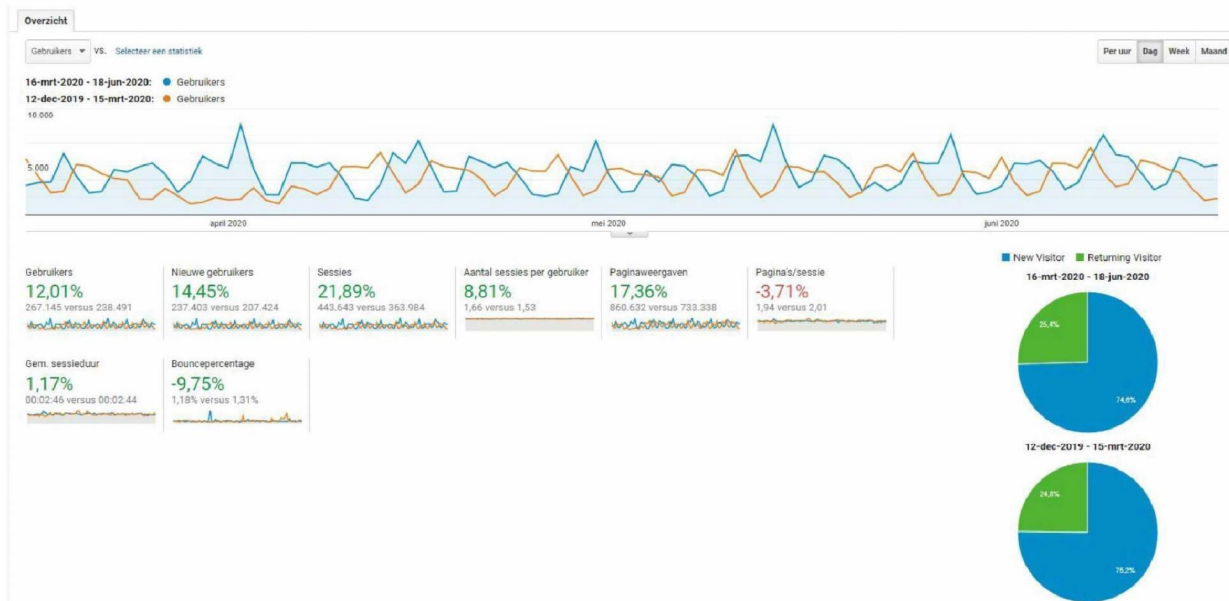 Overzicht
Gebruikers VS. Selecteer een statistiek
Per uur Dag Week Maand
16-mrt-2020 - 18-jun-2020: Gebruikers
12-dec-2019 - 15-mrt-2020: Gebruikers
10.000
5.000
april 2020 mei 2020 juni 2020
New Visitor Returning Visitor
Gebruikers
12,01%
267.145 versus 238.491
Nieuwe gebruikers
14,45%
237.403 versus 207.424
Sessies
21,89%
443.643 versus 363.984
Aantal sessies per gebruiker
8,81%
1,66 versus 1,53
Paginaweergaven
17,36%
860.632 versus 733.338
Pagina's/sessie
-3,71%
1,94 versus 2,01
Gem. sessieduur
1,17%
00:02:46 versus 00:02:44
Bouncepercentage
-9,75%
1,18% versus 1,31%
16-mrt-2020 - 18-jun-2020
25,4%
74,6%
12-dec-2019 - 15-mrt-2020
24,8%
75,2%